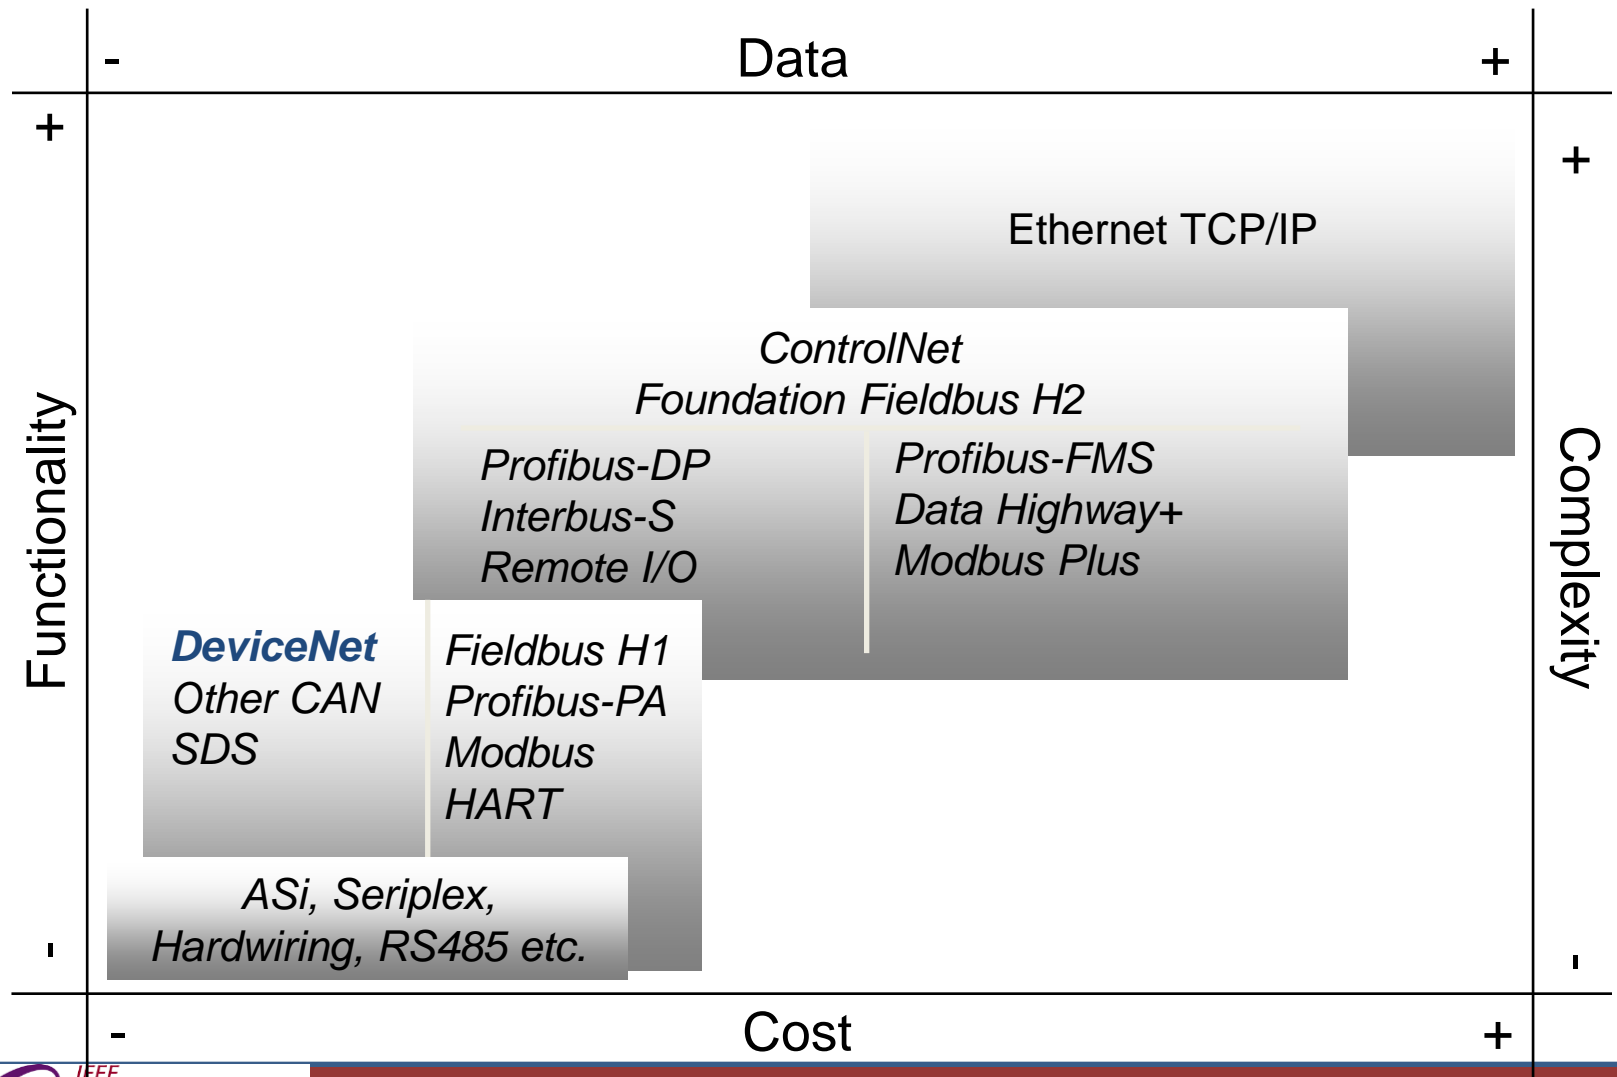 - Data +
+
+
Ethernet TCP/IP
ControlNet
Foundation Fieldbus H2
Profibus-DP
Interbus-S
Remote I/O
Profibus-FMS
Data Highway+
Modbus Plus
Functionality
Complexity
DeviceNet
Other CAN
SDS
Fieldbus H1
Profibus-PA
Modbus
HART
ASi, Seriplex,
Hardwiring, RS485 etc.
-
-
- Cost +
IEEE